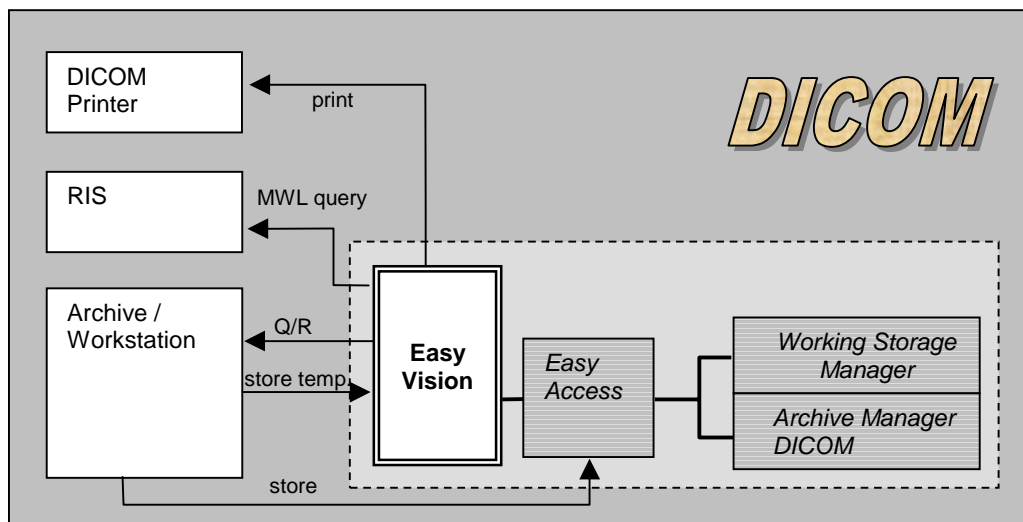 DICOM
Printer
print
DICOM
RIS
MWL query
Archive /
Workstation
Q/R
store temp.
Easy
Vision
Easy
Access
Working Storage
Manager
Archive Manager
DICOM
store